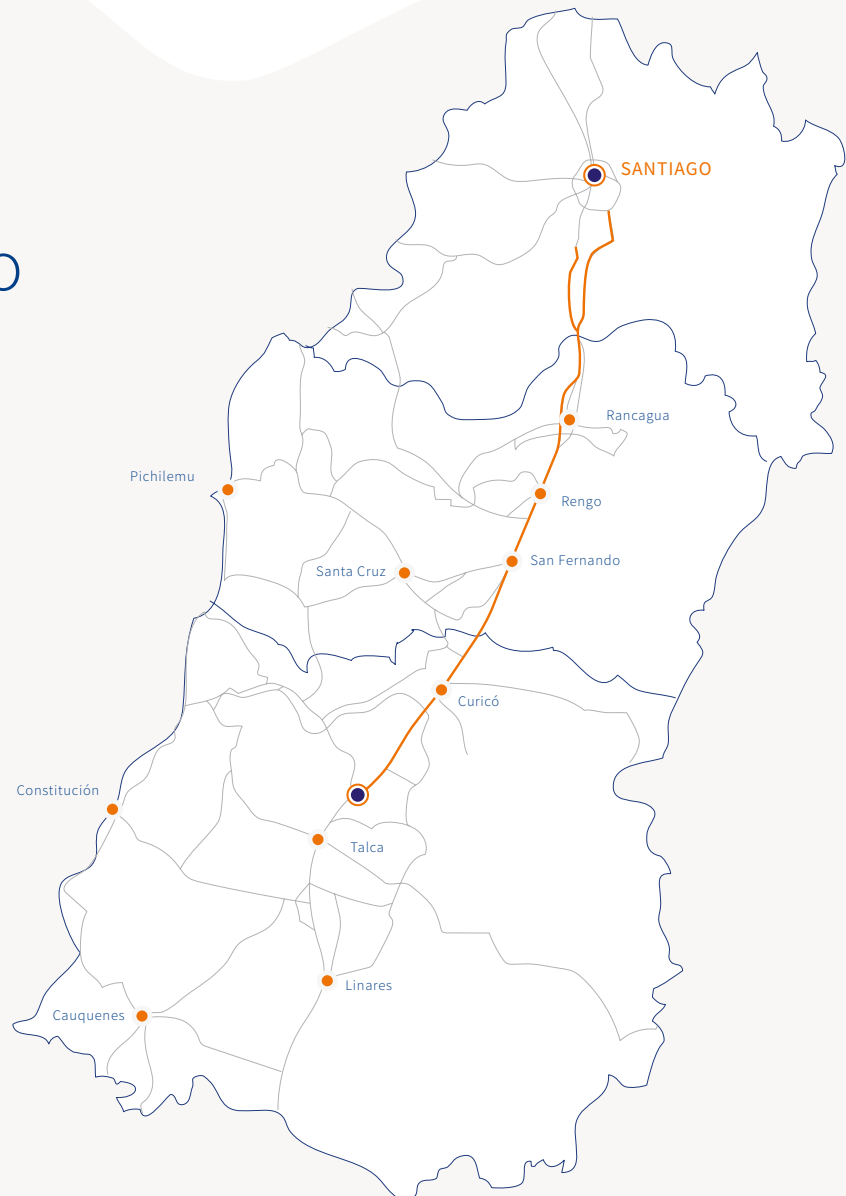 SANTIAGO
o
Rancagua
Pichilemu
Rengo
San Fernando
Santa Cruz
Curicó
Constitución
Talca
Linares
Cauquenes